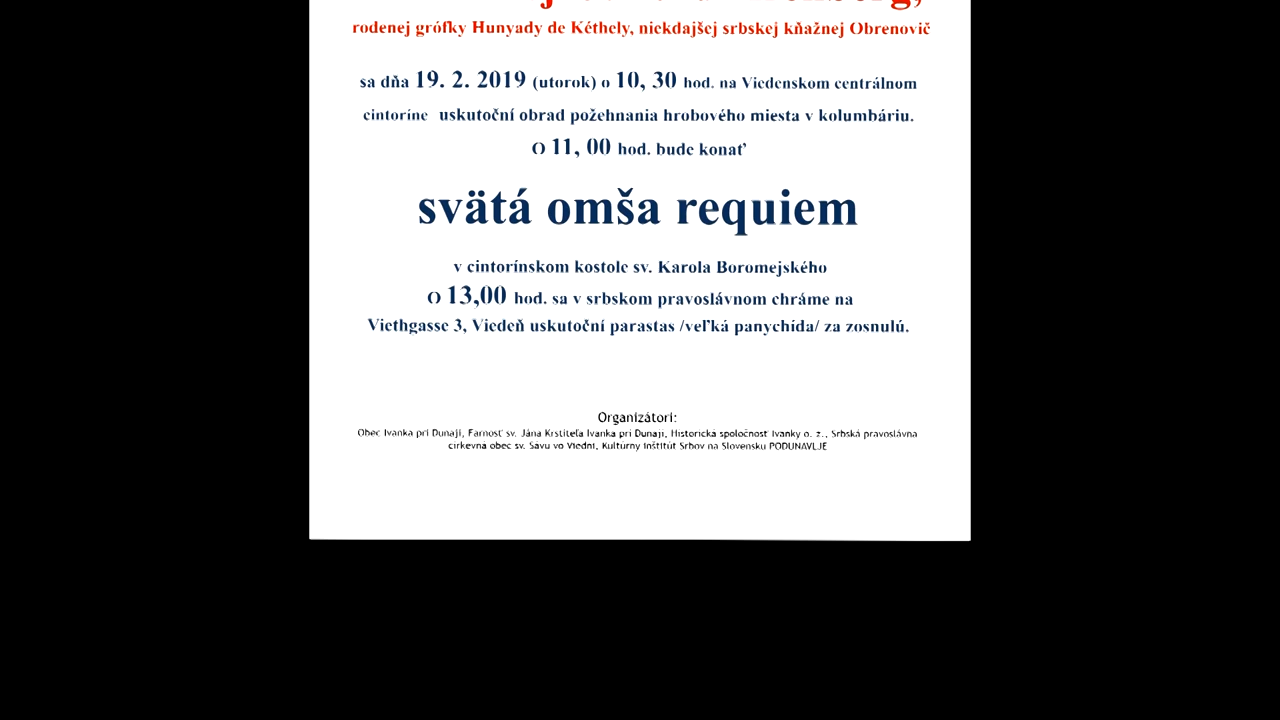 rodenej grófky Hunyady de Kéthely, niekdajšej srbskej kňažnej Obrenovič
sa dňa 19. 2. 2019 (utorok) o 10, 30 hod. na Viedenskom centrálnom
cintoríne uskutoční obrad požehnania hrobového miesta v kolumbáriu.
O 11, 00 hod. bude konať
svätá omša requiem
v cintorínskom kostole sv. Karola Boromejského
O 13,00 hod. sa v srbskom pravoslávnom chráme na
Viethgasse 3, Viedeň uskutoční parastas /veľká panychída/ za zosnulú.
Organizátori:
Obec Ivanka pri Dunaji, Farnosť sv. Jána Krstiteľa Ivanka pri Dunaji, Historická spoločnosť Ivanky o. z., Srbská pravoslávna
cirkevná obec sv. Sávu vo Viedni, Kultúrny inštitút Srbov na Slovensku PODUNAVLJE